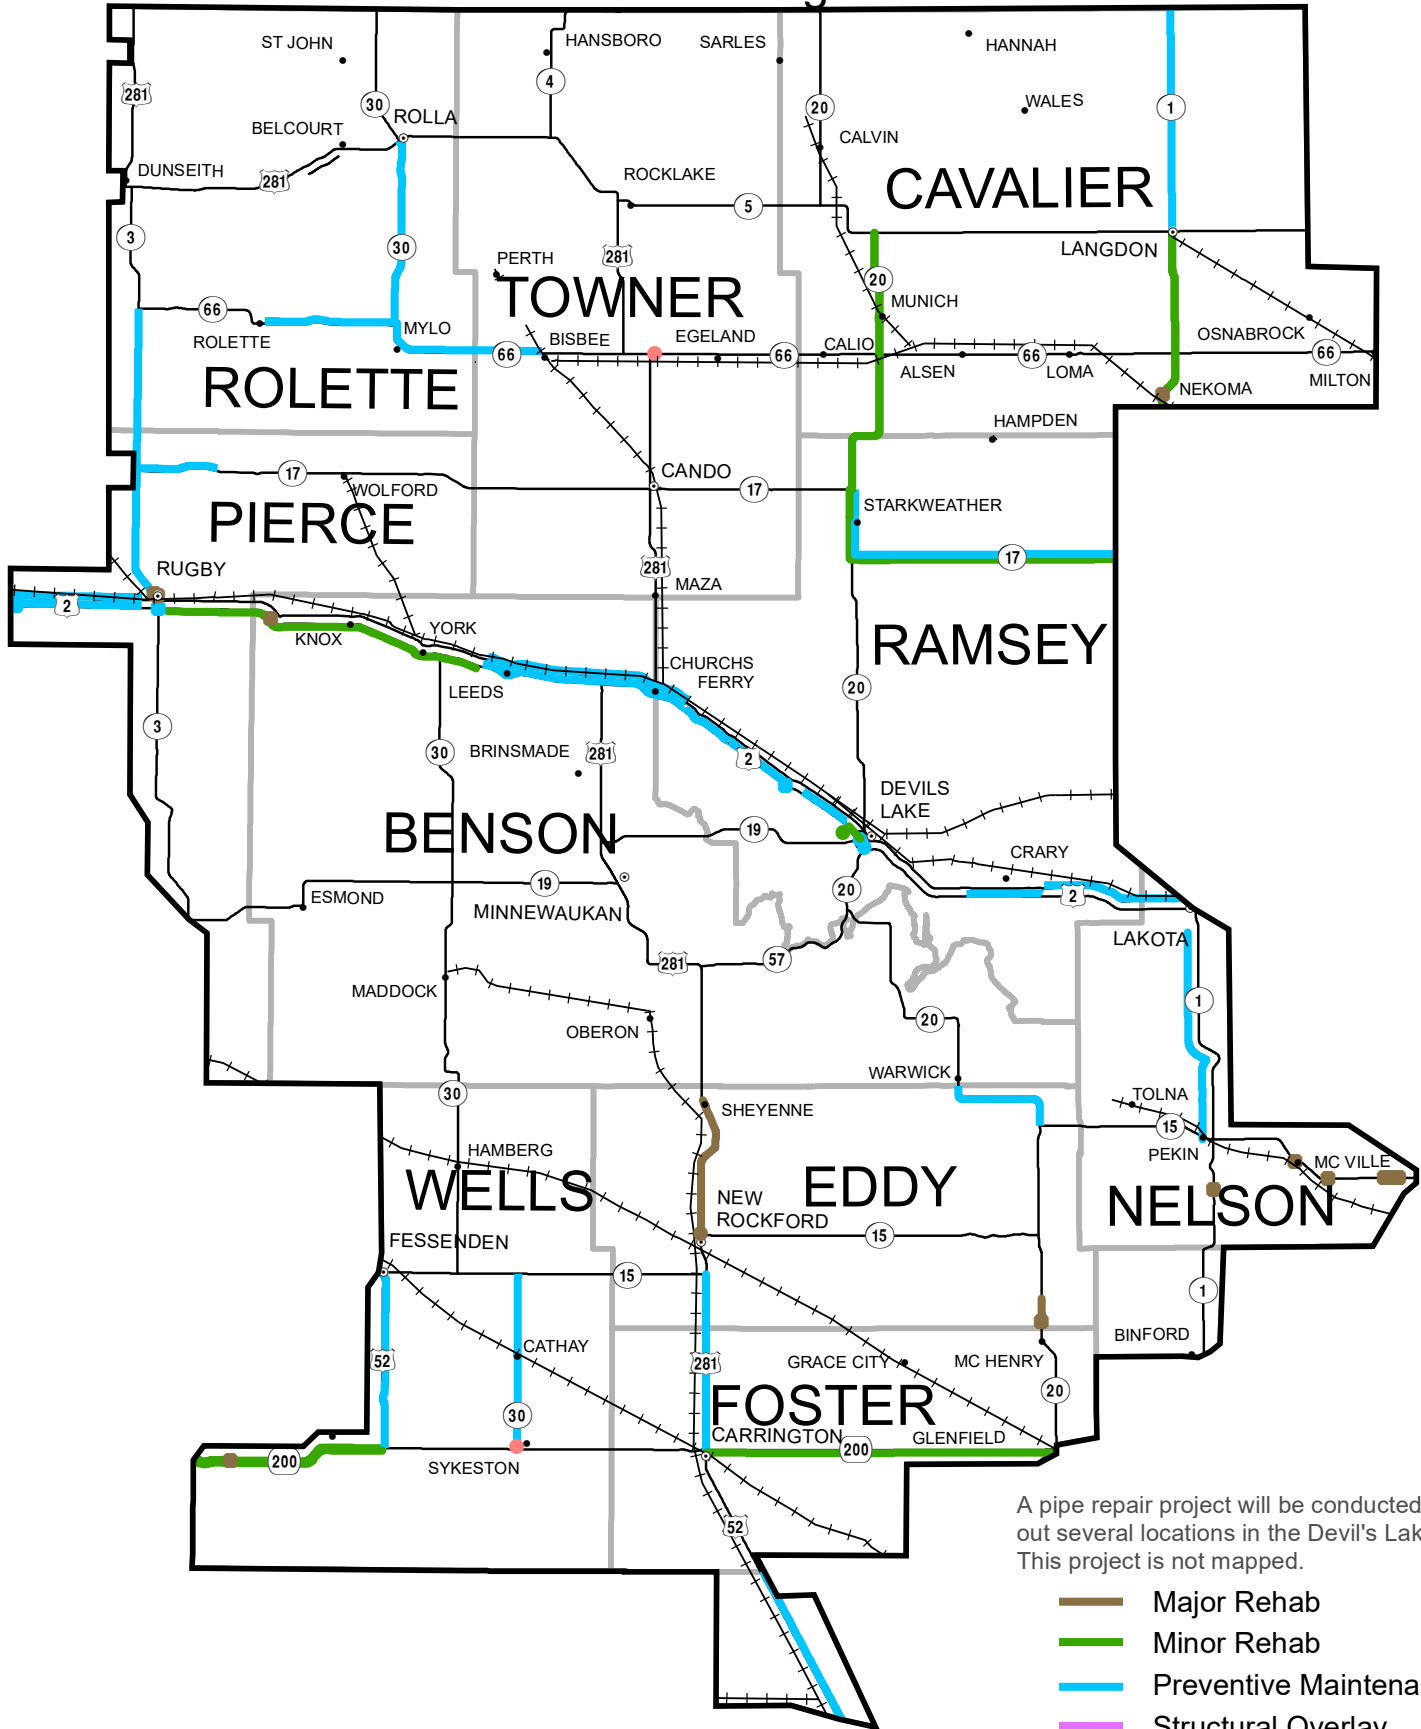 ST JOHN
HANSBORO
SARLES
HANNAH
281
30
4
20
WALES
1
ROLLA
BELCOURT
CALVIN
DUNSEITH
281
ROCKLAKE
CAVALIER
5
3
30
281
LANGDON
PERTH
TOWNER
20
MUNICH
66
ROLETTE
MYLO
BISBEE
EGELAND
CALIO
OSNABROCK
66
66
66
66
ALSEN
LOMA
MILTON
ROLETTE
NEKOMA
HAMPDEN
CANDO
17
WOLFORD
17
STARKWEATHER
PIERCE
17
RUGBY
281
MAZA
2
KNOX
YORK
RAMSEY
CHURCHS
FERRY
LEEDS
20
3
30
BRINSMADE
281
2
DEVILS
LAKE
BENSON
19
CRARY
ESMOND
19
20
2
MINNEWAUKAN
LAKOTA
281
57
MADDOCK
1
OBERON
20
WARWICK
30
TOLNA
SHEYENNE
15
PEKIN
HAMBERG
MC VILLE
WELLS
EDDY
NELSON
NEW
ROCKFORD
FESSENDEN
15
15
1
CATHAY
BINFORD
52
281
GRACE CITY
MC HENRY
20
FOSTER
30
CARRINGTON
GLENFIELD
200
200
SYKESTON
52
A pipe repair project will be conducted
out several locations in the Devil's Lak
This project is not mapped.
Major Rehab
Minor Rehab
Preventive Maintena
Structural Overlay